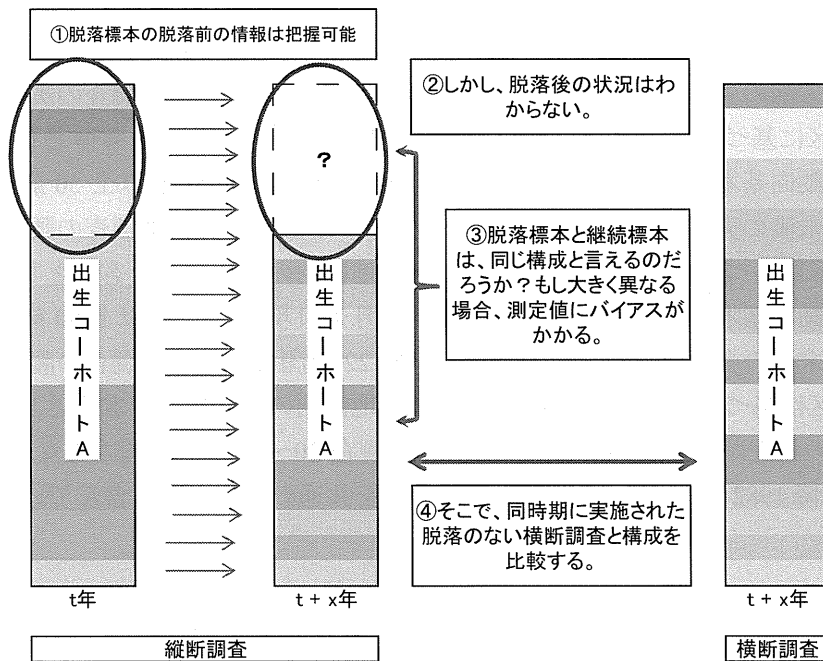 ①脱落標本の脱落前の情報は把握可能
②しかし、脱落後の状況はわ
からない。
?
③脱落標本と継続標本
は、同じ構成と言えるのだ
ろうか？もし大きく異なる
場合、測定値にバイアスが
かかる。
出生コーホートA
出生コーホートA
出生コーホートA
④そこで、同時期に実施された
脱落のない横断調査と構成を
比較する。
t年
t + x年
t + x年
縦断調査
横断調査